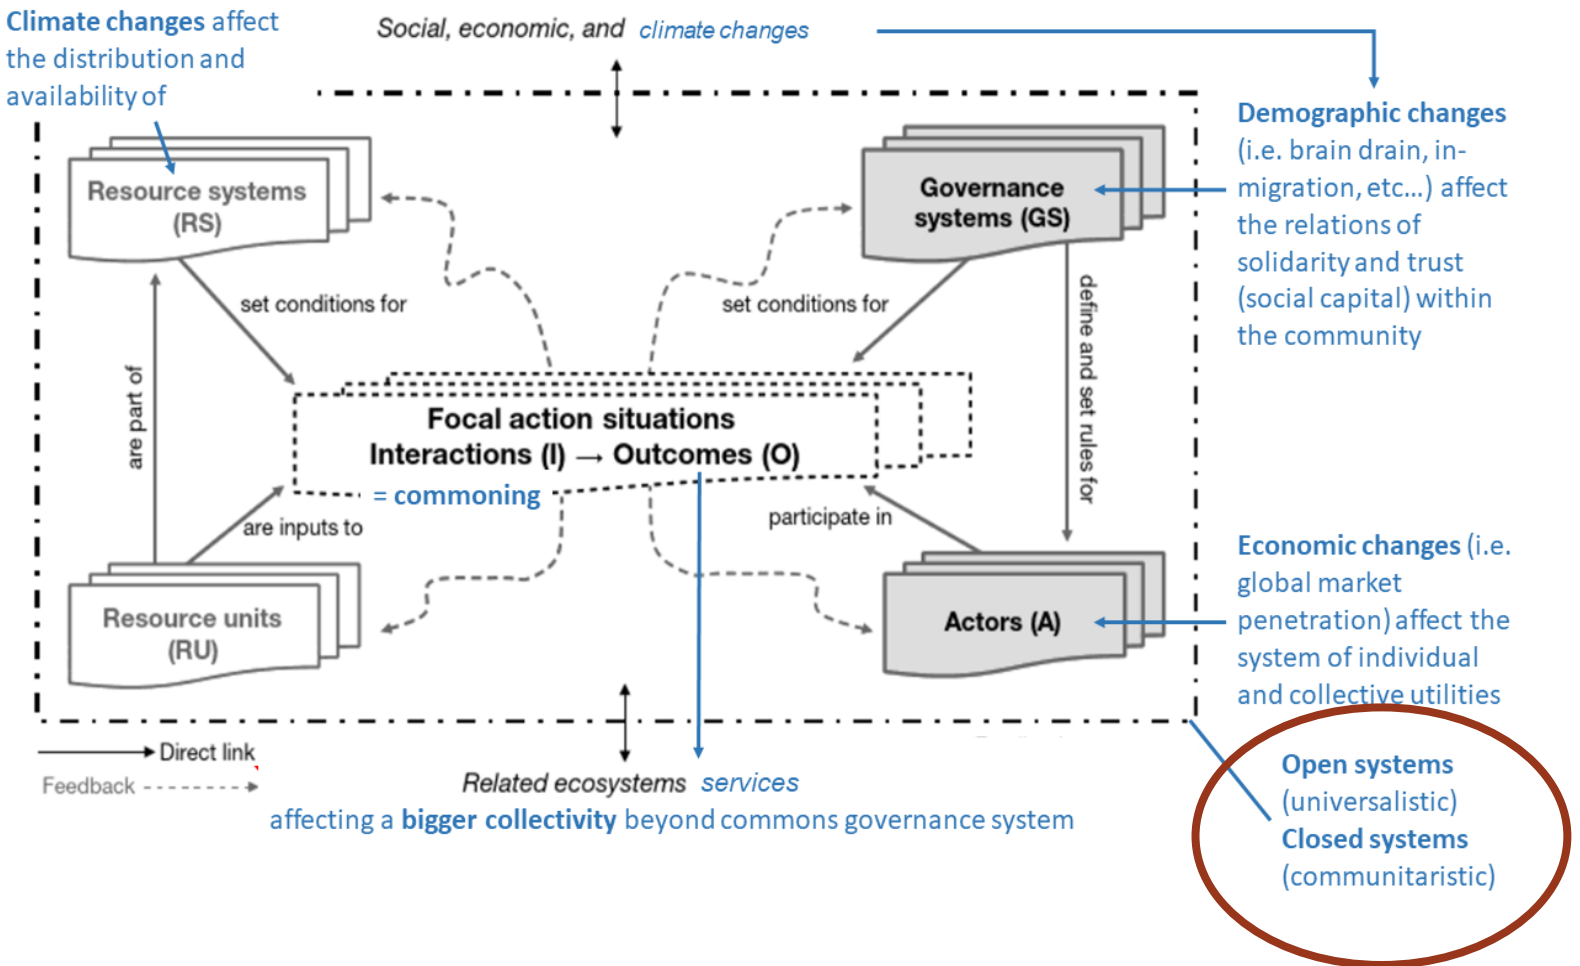 Climate changes affect
the distribution and
availability of
Social, economic, and climate changes
Demographic changes
(i.e. brain drain, in-
migration, etc...) affect
the relations of
solidarity and trust
(social capital) within
the community
Resource systems
(RS)
Governance
systems (GS)
set conditions for
set conditions for
are part of
define and set rules for
Focal action situations
Interactions (I) → Outcomes (O)
= commoning
are inputs to
participate in
Resource units
(RU)
Actors (A)
Economic changes (i.e.
global market
penetration) affect the
system of individual
and collective utilities
Direct link
Feedback
Related ecosystems services
affecting a bigger collectivity beyond commons governance system
Open systems
(universalistic)
Closed systems
(communitaristic)